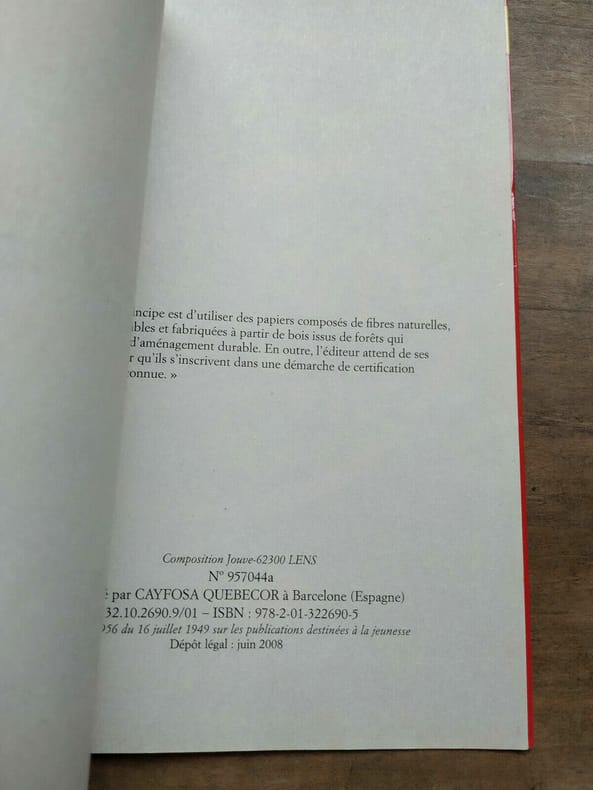 est d'utiliser des papiers composés de fibres naturelles,
et fabriquées à partir de bois issus de forêts qui
d'aménagement durable. En outre, l'éditeur attend de ses
qu'ils s'inscrivent dans une démarche de certification
onnue. »
Composition Jouve-62300 LENS
N° 957044a
par CAYFOSA QUEBECOR à Barcelone (Espagne)
32.10.2690.9/01 – ISBN : 978-2-01-322690-5
956 du 16 juillet 1949 sur les publications destinées à la jeunesse
Dépôt légal : juin 2008